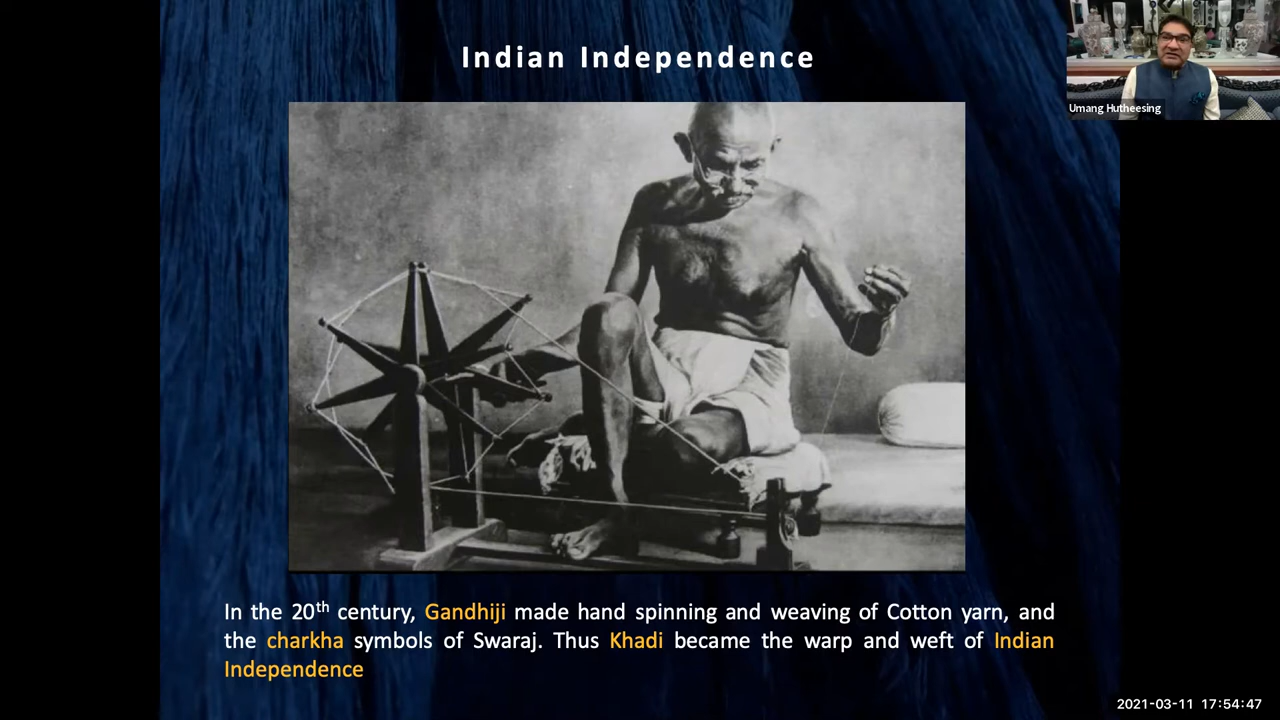 Indian Independence
Umang Hutheesing
In the 20th century, Gandhiji made hand spinning and weaving of Cotton yarn, and
the charkha symbols of Swaraj. Thus Khadi became the warp and weft of Indian
Independence
2021-03-11 17:54:47